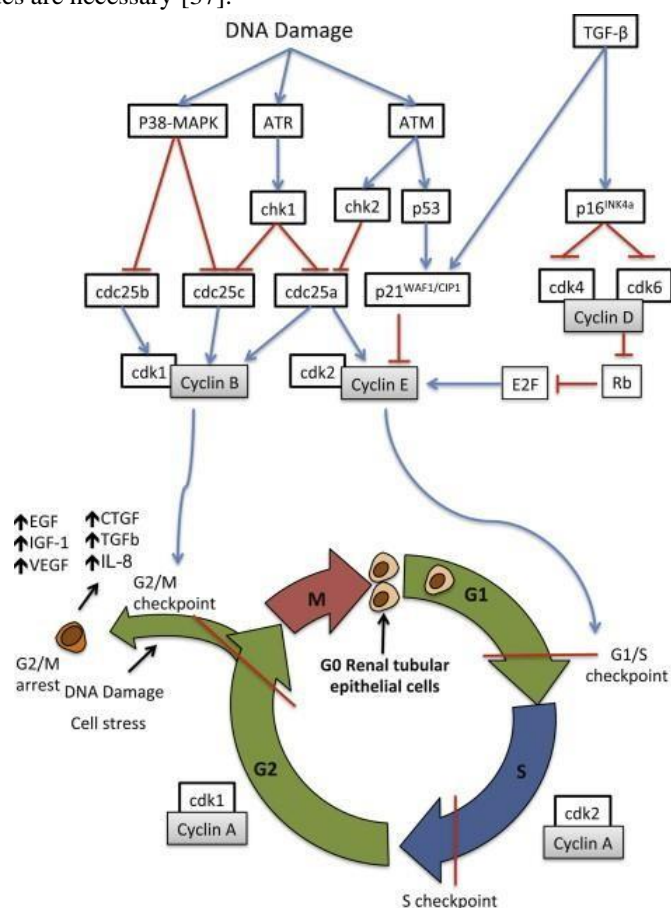 es are necessary [37].
DNA Damage
TGF-β
P38-MAPK
ATR
ATM
chk1
chk2
p53
p16INK4a
cdc25b
cdc25c
cdc25a
p21WAF1/CIP1
cdk4
cdk6
Cyclin D
cdk1
Cyclin B
cdk2
Cyclin E
E2F
Rb
EGF
IGF-1
VEGF
CTGF
TGFb
IL-8
G2/M
checkpoint
M
G1
G0 Renal tubular
epithelial cells
G1/S
checkpoint
G2/M
arrest
DNA Damage
Cell stress
G2
S
cdk1
Cyclin A
cdk2
Cyclin A
S checkpoint